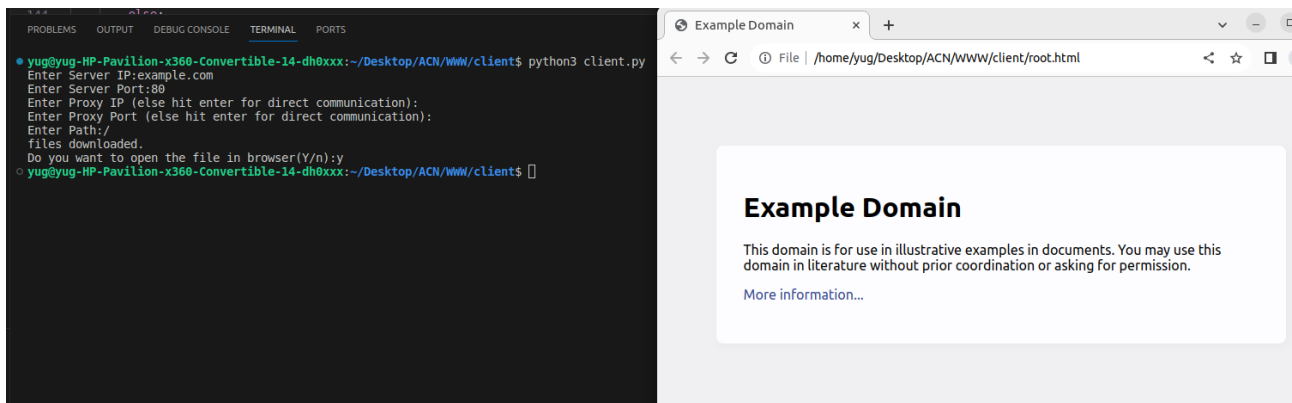 144 else:
PROBLEMS OUTPUT DEBUG CONSOLE TERMINAL PORTS
yug@yug-HP-Pavilion-x360-Convertible-14-dh0xxx:~/Desktop/ACN/WWW/client$ python3 client.py
Enter Server IP:example.com
Enter Server Port:80
Enter Proxy IP (else hit enter for direct communication):
Enter Proxy Port (else hit enter for direct communication):
Enter Path:/
files downloaded.
Do you want to open the file in browser(Y/n):y
yug@yug-HP-Pavilion-x360-Convertible-14-dh0xxx:~/Desktop/ACN/WWW/client$
Example Domain
File | /home/yug/Desktop/ACN/WWW/client/root.html
Example Domain
This domain is for use in illustrative examples in documents. You may use this
domain in literature without prior coordination or asking for permission.
More information...